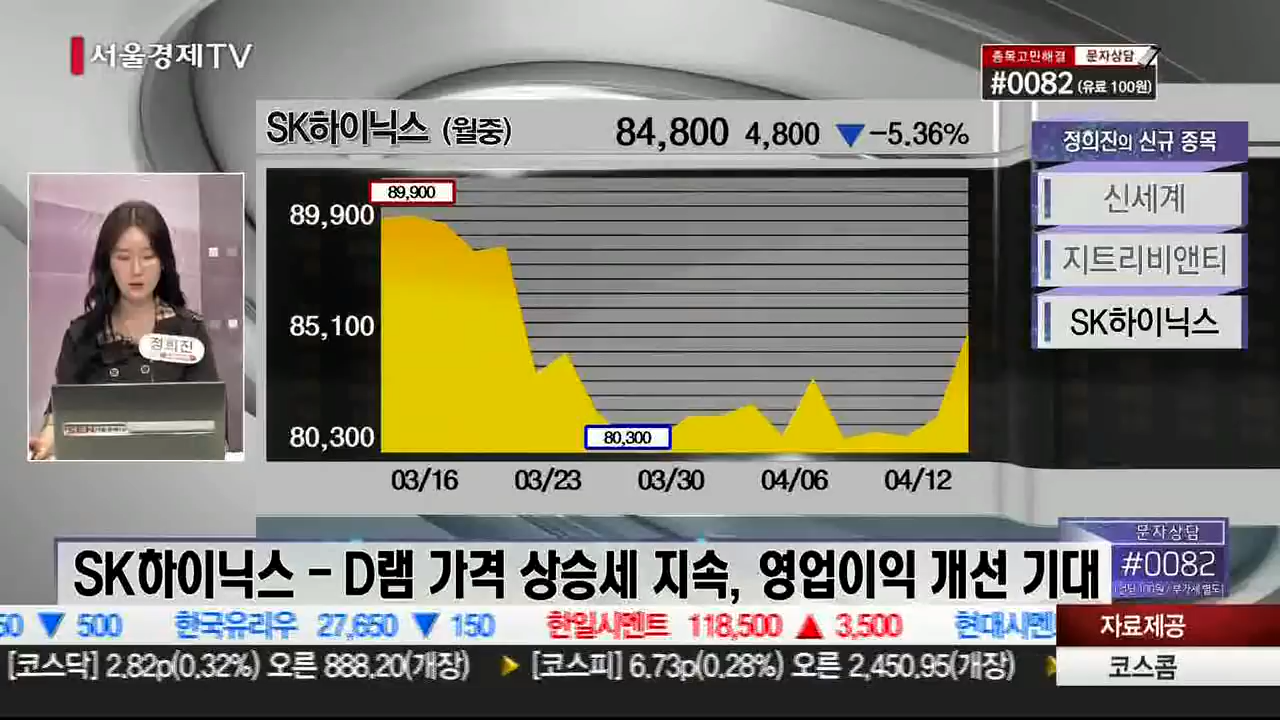 서울경제TV
종목고민해결 문자상담
#0082 (유료 100원)
SK하이닉스 (월중) 84,800 4,800 ▼-5.36%
정희진의 신규 종목
신세계
지트리비앤티
SK하이닉스
89,900
89,900
85,100
80,300
80,300
03/16 03/23 03/30 04/06 04/12
정희진
SK하이닉스 - D램 가격 상승세 지속, 영업이익 개선 기대
문자상담
#0082
50 ▼ 500 한국유리우 27,650 ▼ 150 한일시멘트 118,500 ▲ 3,500 현대시멘
자료제공
[코스닥] 2.82p(0.32%) 오른 888.20(개장) ▶ [코스피] 6.73p(0.28%) 오른 2,450.95(개장)
코스콤